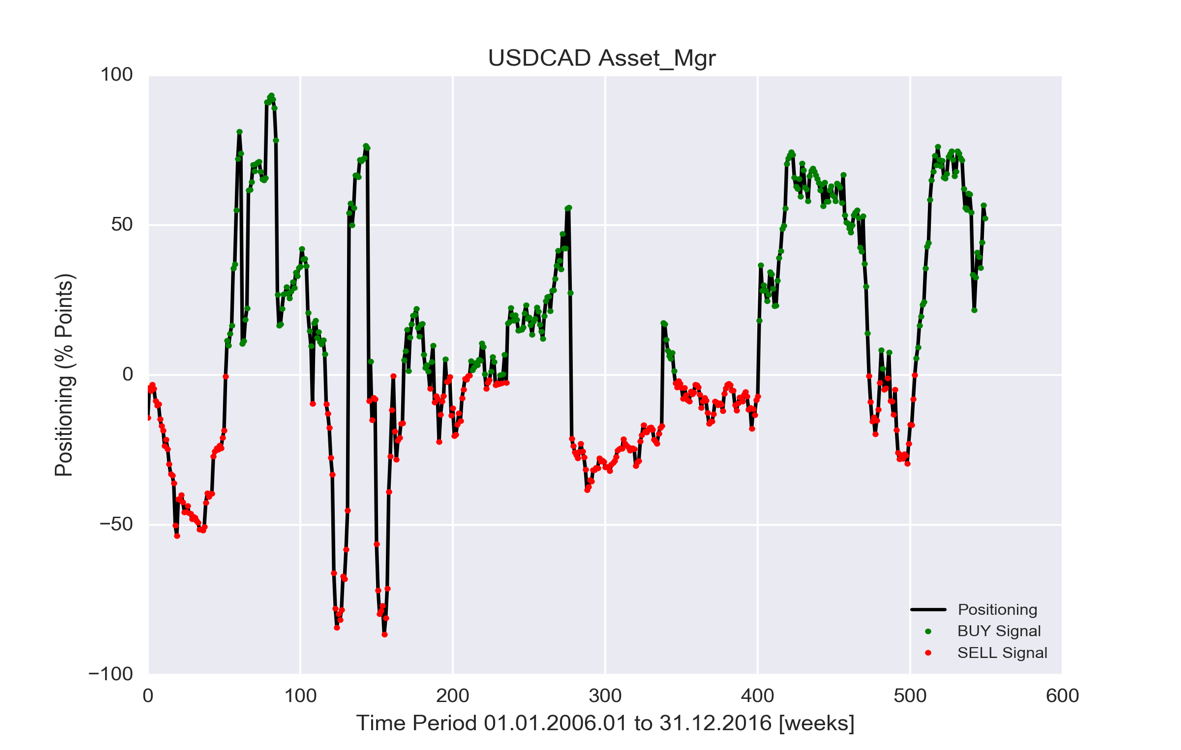 USDCAD Asset_Mgr
100
50
0
−50
−100
Positioning (% Points)
Positioning
BUY Signal
SELL Signal
0 100 200 300 400 500 600
Time Period 01.01.2006.01 to 31.12.2016 [weeks]